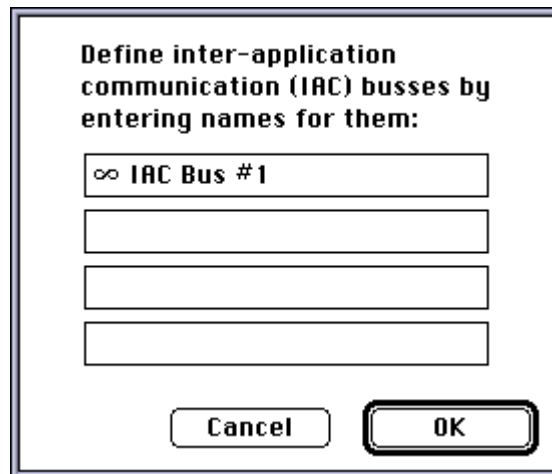 Define inter-application
communication (IAC) busses by
entering names for them:
∞ IAC Bus #1
Cancel
OK